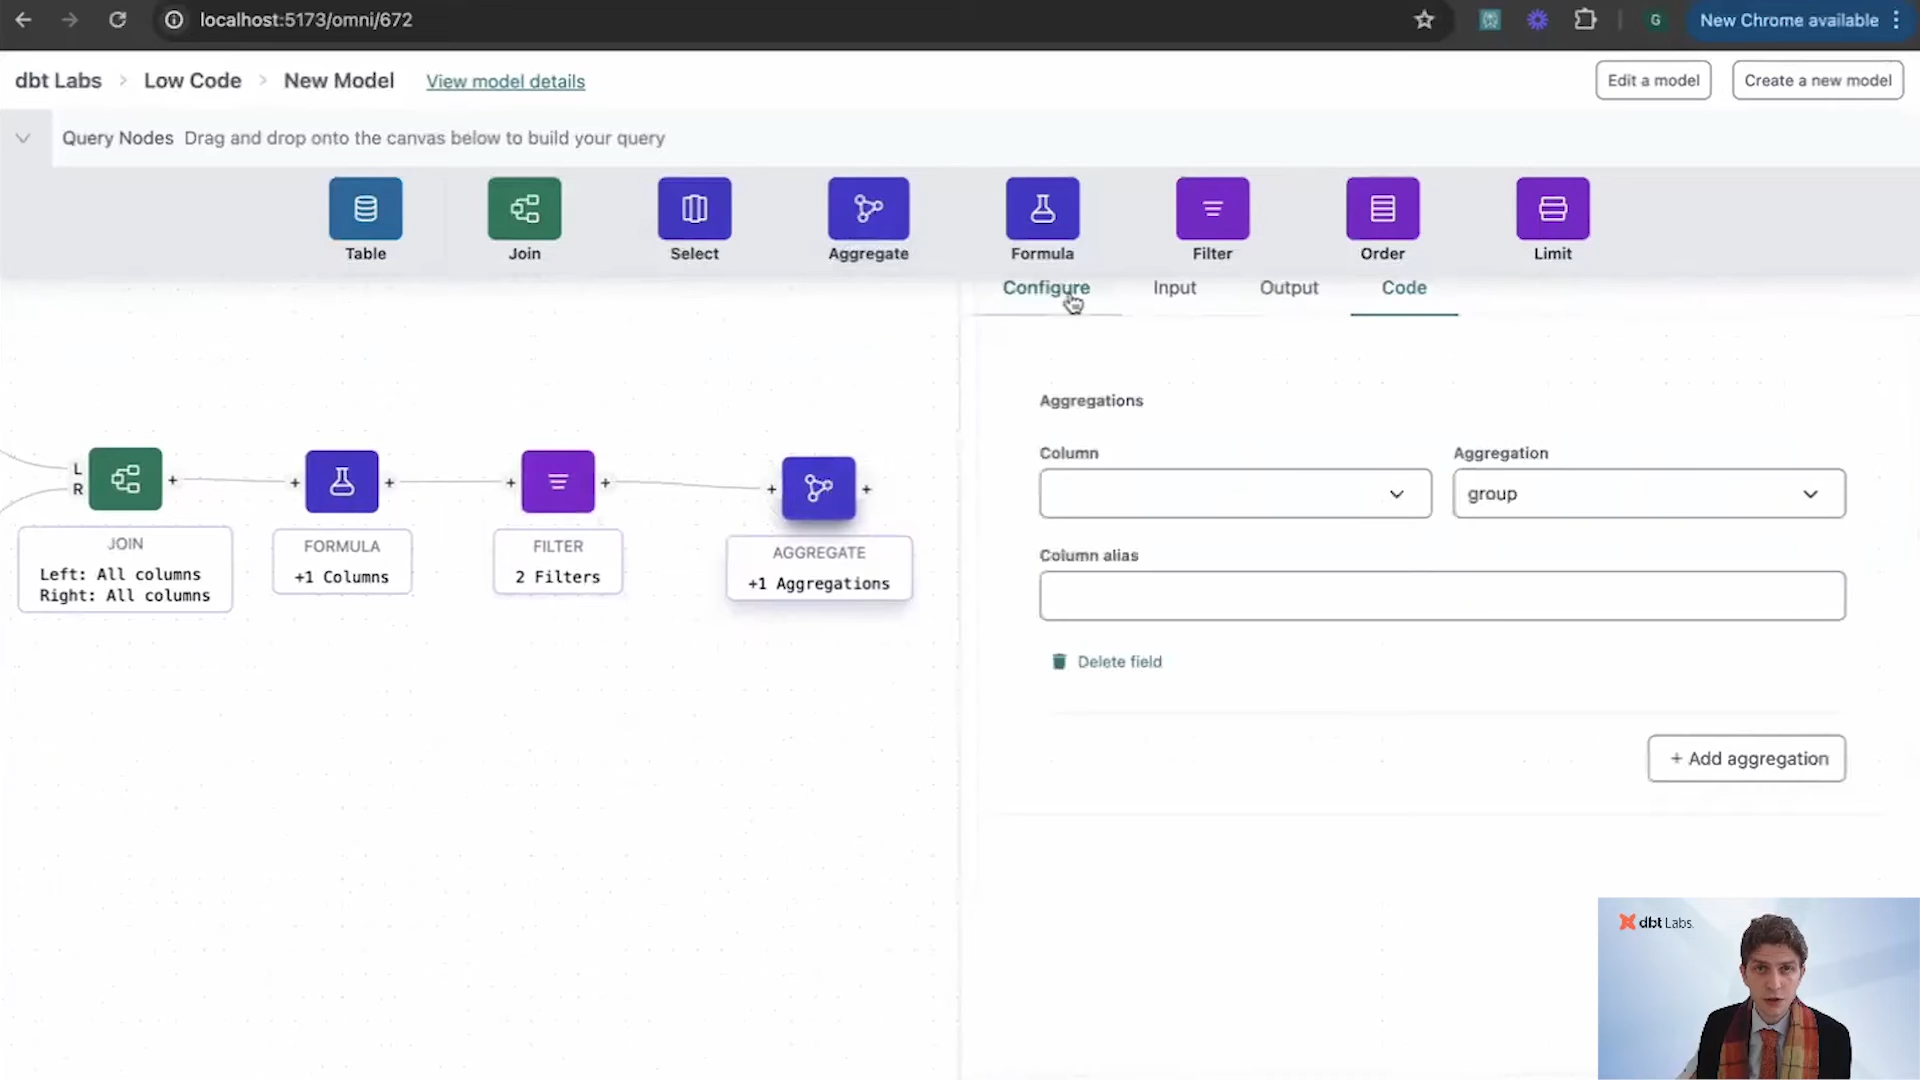 localhost:5173/omni/672
G
New Chrome available
dbt Labs > Low Code > New Model View model details
Edit a model
Create a new model
Query Nodes Drag and drop onto the canvas below to build your query
Table
Join
Select
Aggregate
Formula
Filter
Order
Limit
Configure
Input
Output
Code
Aggregations
Column
Aggregation
group
Column alias
Delete field
+ Add aggregation
L
R
+
+
+
+
+
+
+
JOIN
Left: All columns
Right: All columns
FORMULA
+1 Columns
FILTER
2 Filters
AGGREGATE
+1 Aggregations
dbt Labs